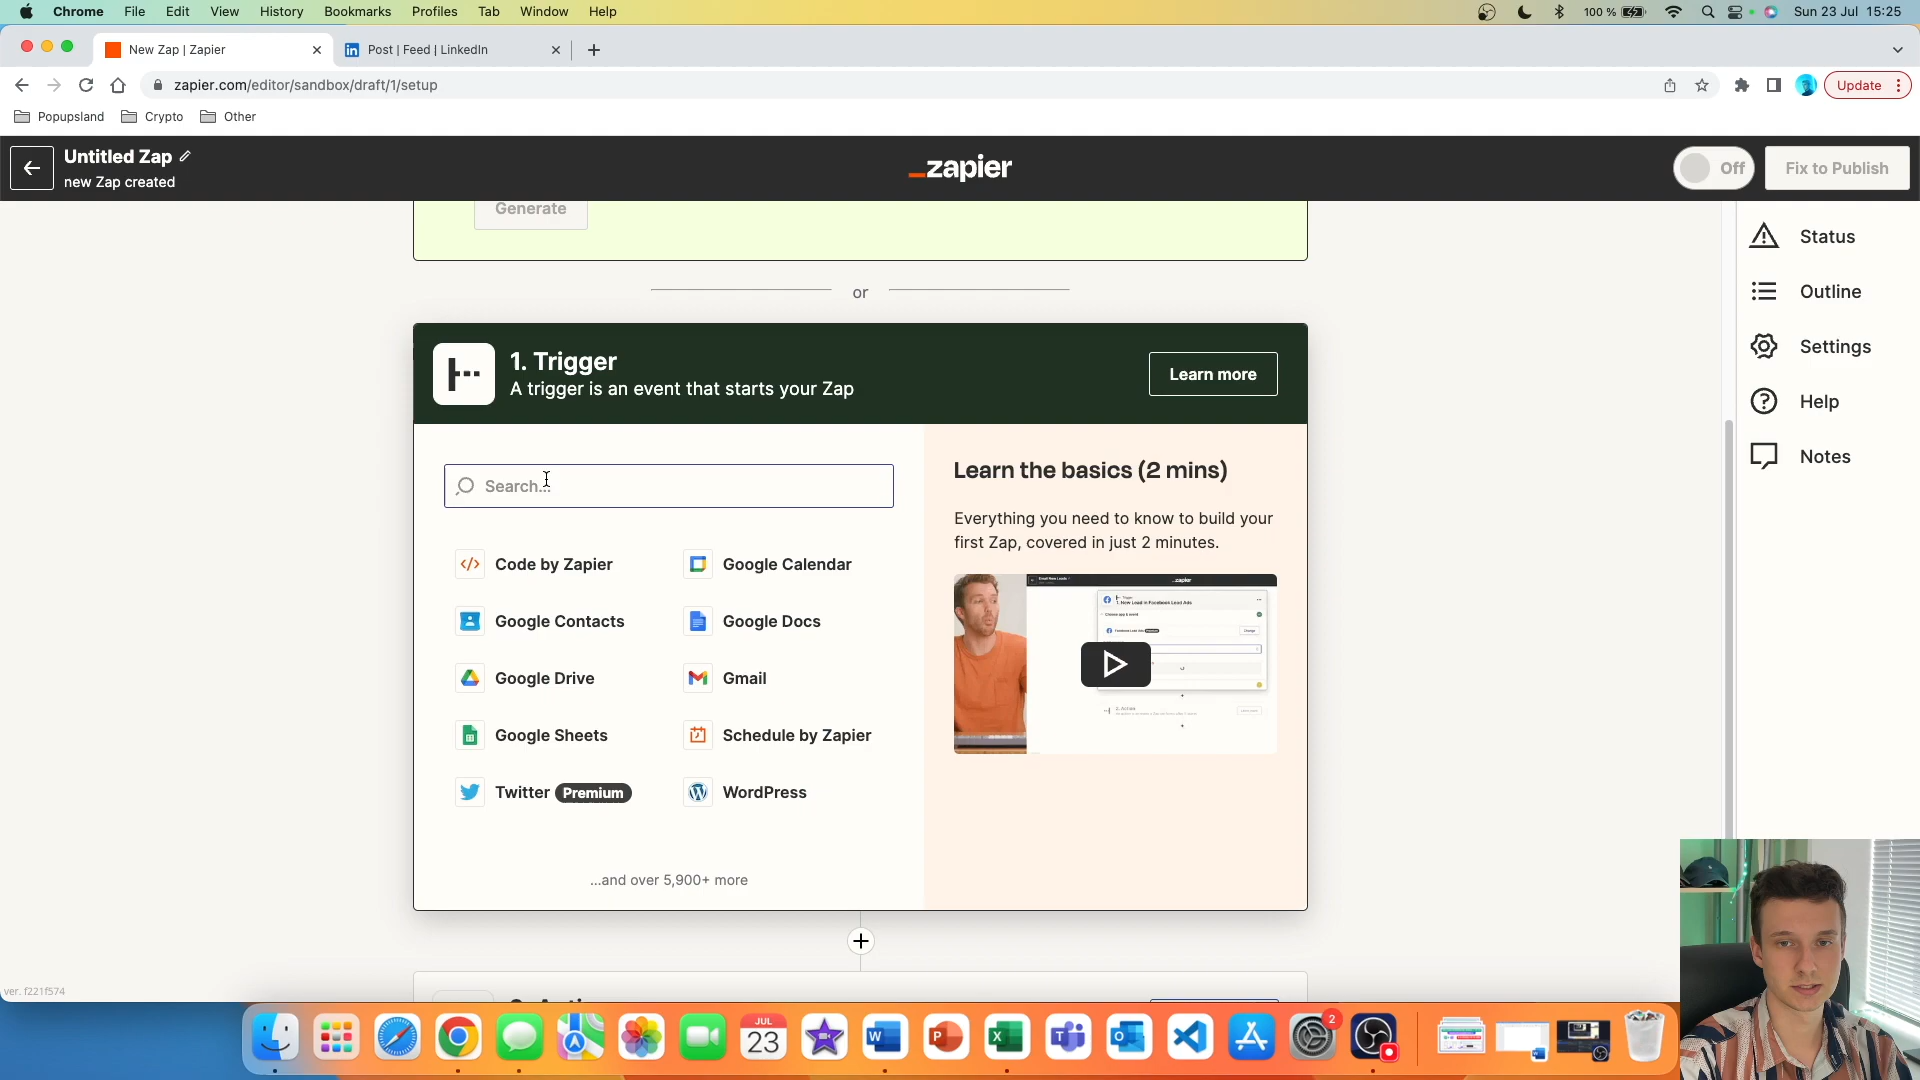 Chrome File Edit View History Bookmarks Profiles Tab Window Help 100 % Sun 23 Jul 15:25
New Zap | Zapier
Post | Feed | LinkedIn
zapier.com/editor/sandbox/draft/1/setup
Update
Popupsland
Crypto
Other
Untitled Zap
new Zap created
zapier
Off
Fix to Publish
Generate
or
1. Trigger
A trigger is an event that starts your Zap
Learn more
Search...
Code by Zapier
Google Calendar
Google Contacts
Google Docs
Google Drive
Gmail
Google Sheets
Schedule by Zapier
Twitter Premium
WordPress
...and over 5,900+ more
Learn the basics (2 mins)
Everything you need to know to build your
first Zap, covered in just 2 minutes.
Status
Outline
Settings
Help
Notes
ver. f221f574
JUL
23
2